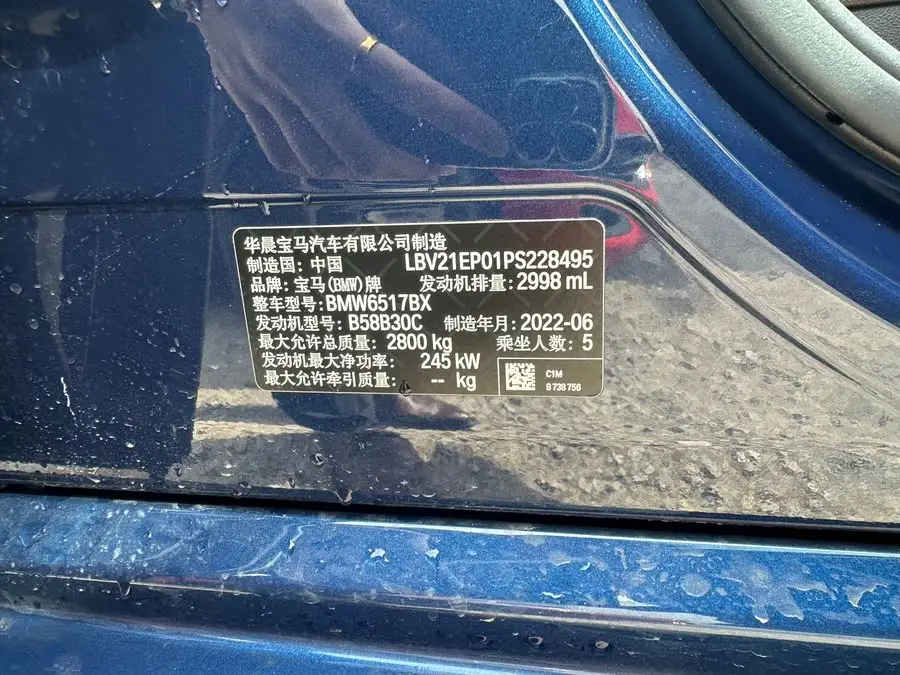 华晨宝马汽车有限公司制造
制造国: 中国 LBV21EP01PS228495
品牌: 宝马(BMW)牌 发动机排量: 2998 mL
整车型号: BMW6517BX
发动机型号: B58B30C 制造年月: 2022-06
最大允许总质量: 2800 kg 乘坐人数: 5
发动机最大净功率: 245 kW
最大允许牵引质量: -- kg
C1M
8 738 756